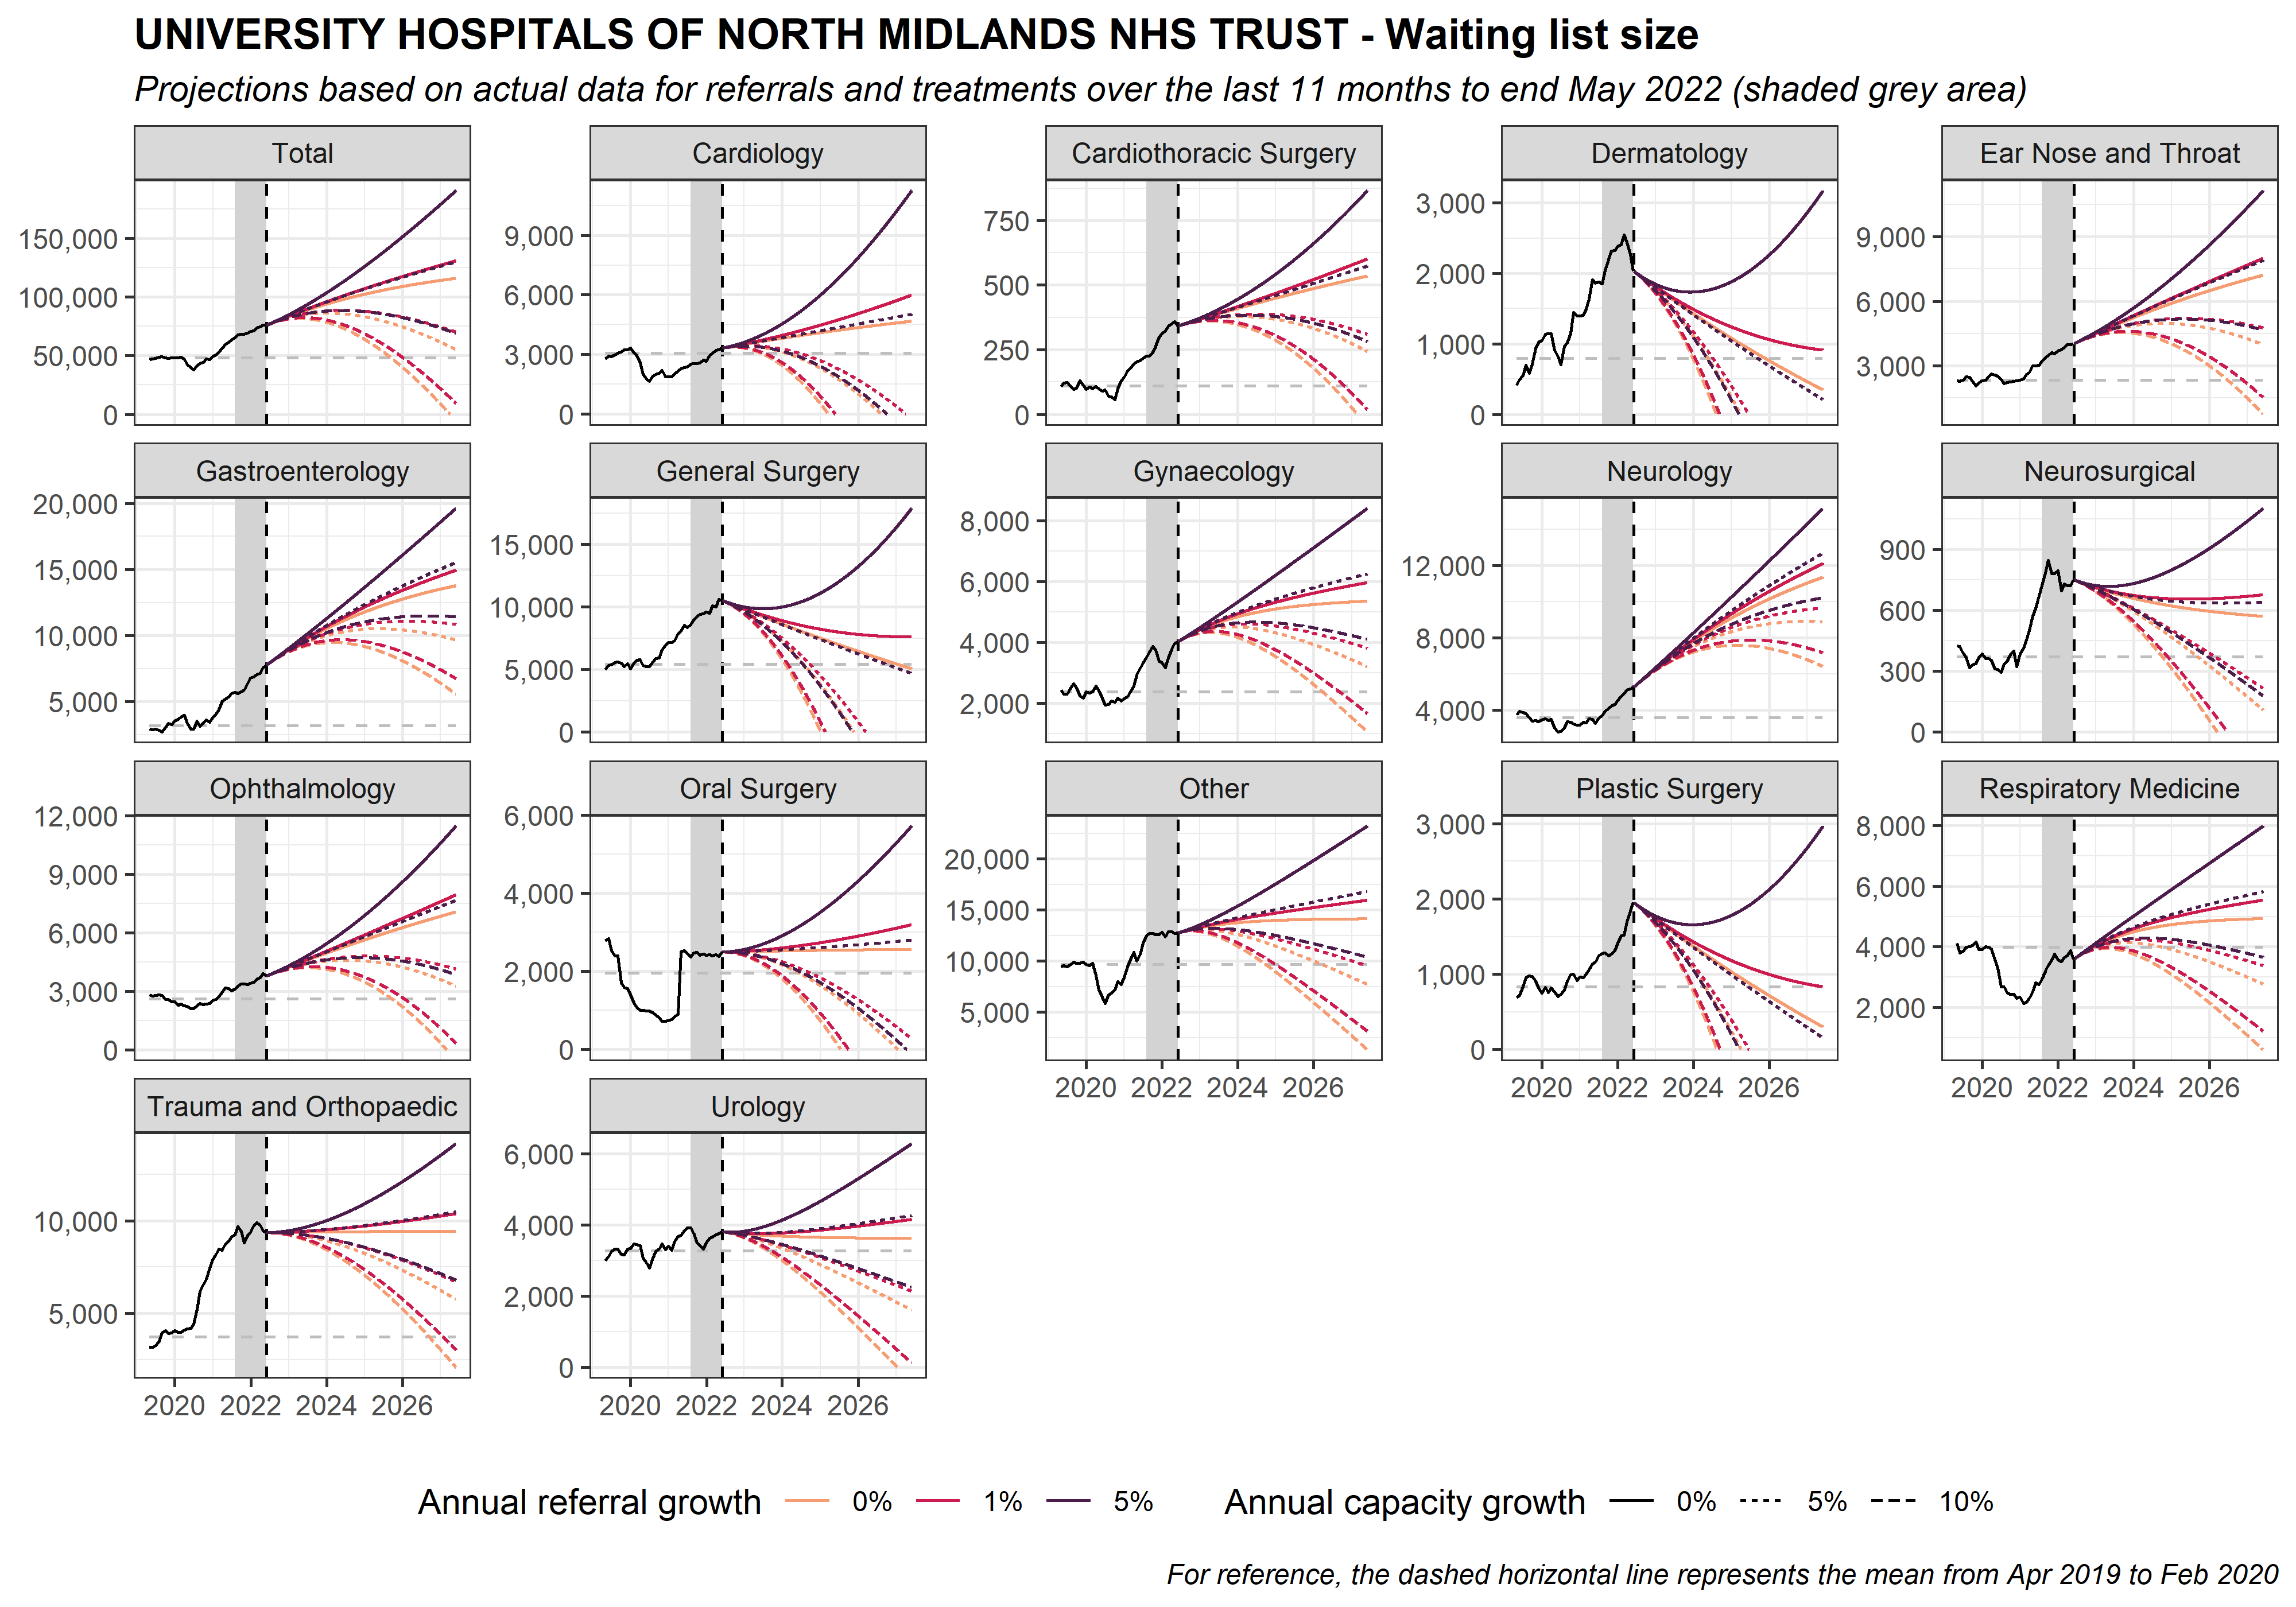 UNIVERSITY HOSPITALS OF NORTH MIDLANDS NHS TRUST - Waiting list size
Projections based on actual data for referrals and treatments over the last 11 months to end May 2022 (shaded grey area)
Total
Cardiology
Cardiothoracic Surgery
Dermatology
Ear Nose and Throat
150,000
100,000
50,000
0
9,000
6,000
3,000
0
750
500
250
0
3,000
2,000
1,000
0
9,000
6,000
3,000
Gastroenterology
General Surgery
Gynaecology
Neurology
Neurosurgical
20,000
15,000
10,000
5,000
15,000
10,000
5,000
0
8,000
6,000
4,000
2,000
12,000
8,000
4,000
900
600
300
0
Ophthalmology
Oral Surgery
Other
Plastic Surgery
Respiratory Medicine
12,000
9,000
6,000
3,000
0
6,000
4,000
2,000
0
20,000
15,000
10,000
5,000
3,000
2,000
1,000
0
8,000
6,000
4,000
2,000
2020 2022 2024 2026
2020 2022 2024 2026
2020 2022 2024 2026
Trauma and Orthopaedic
Urology
10,000
5,000
6,000
4,000
2,000
0
2020 2022 2024 2026
2020 2022 2024 2026
Annual referral growth 0% 1% 5% Annual capacity growth 0% 5% 10%
For reference, the dashed horizontal line represents the mean from Apr 2019 to Feb 2020